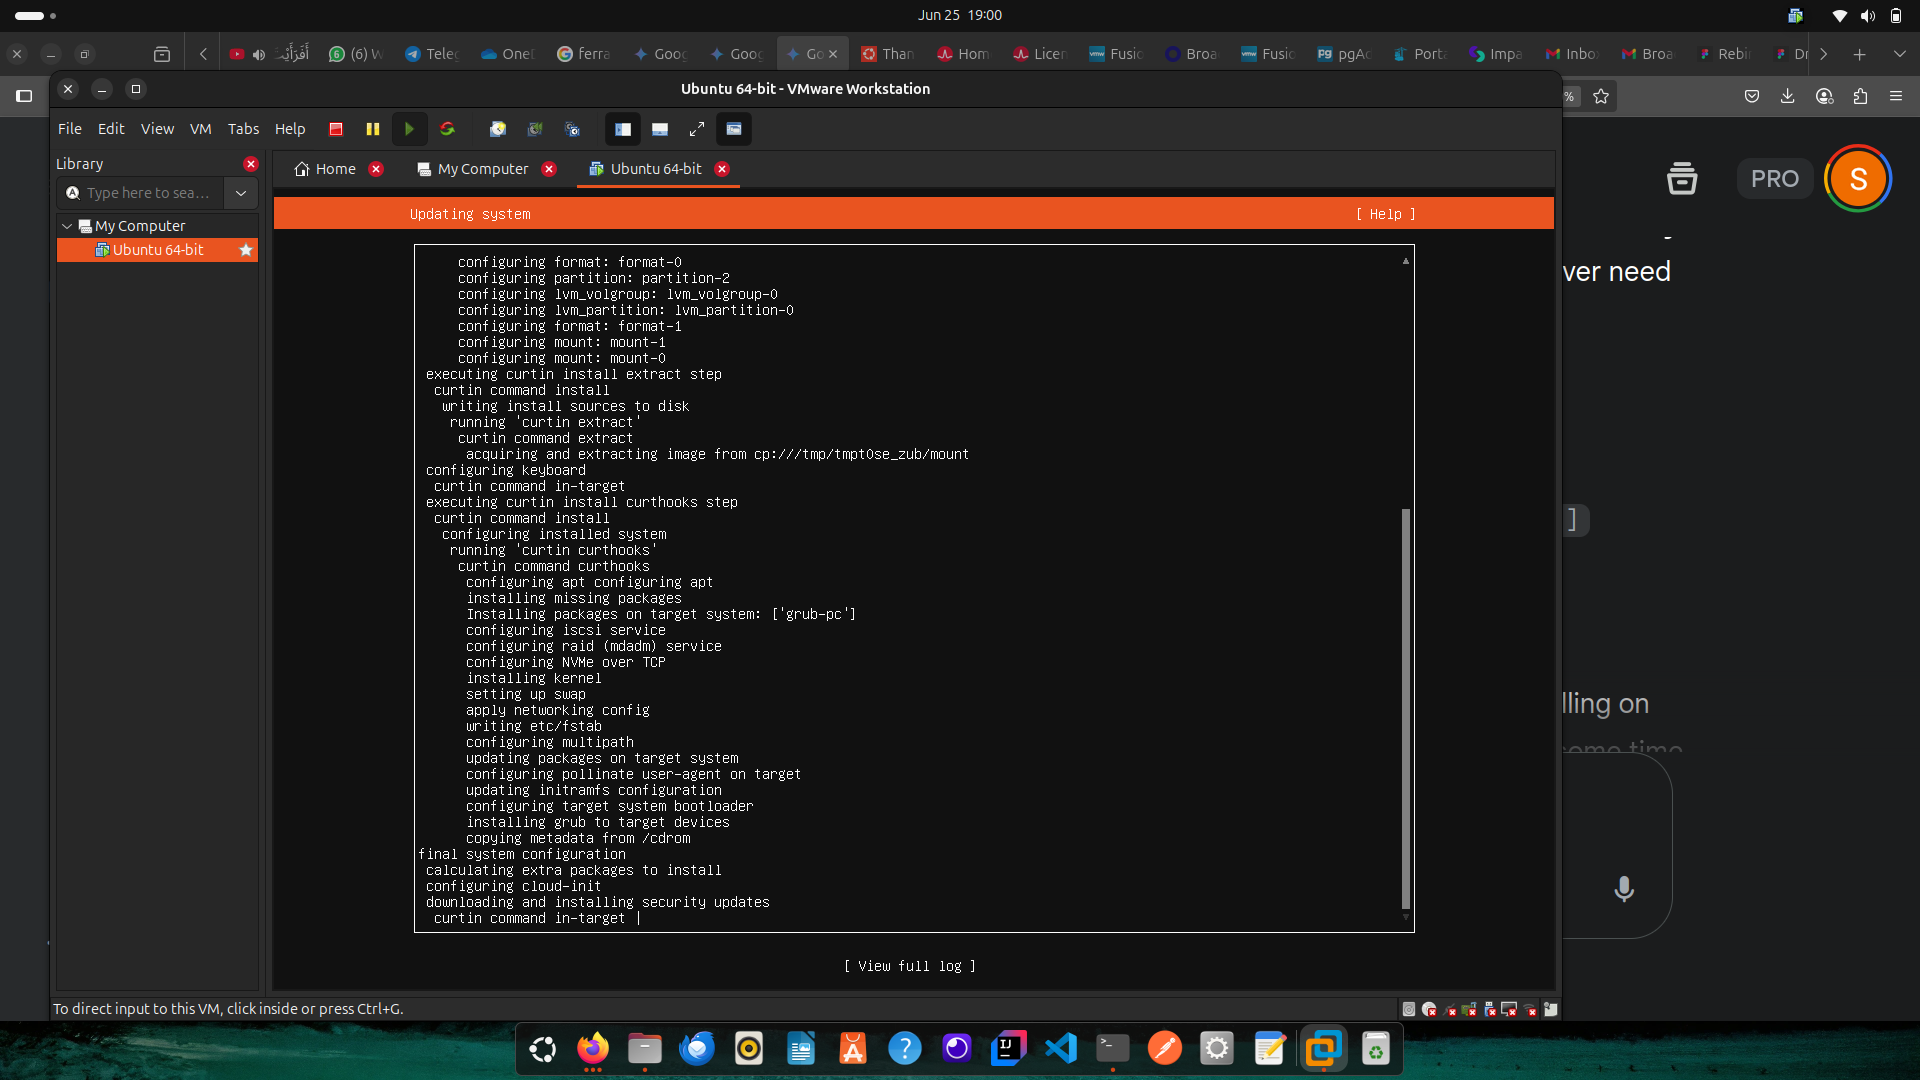 Jun 25 19:00
أَفَرَأَيْتَ
(6) W
Teleg
OneD
ferra
Goog
Goog
Go
Than
Hom
Licen
Fusio
Broa
Fusio
pgAc
Porta
Impa
Inbo
Broa
Rebi
Dr
Ubuntu 64-bit - VMware Workstation
%
File Edit View VM Tabs Help
Library
Home
My Computer
Ubuntu 64-bit
Type here to sea...
My Computer
Ubuntu 64-bit
PRO
S
Updating system [ Help ]
configuring format: format-0
configuring partition: partition-2
configuring lvm_volgroup: lvm_volgroup-0
configuring lvm_partition: lvm_partition-0
configuring format: format-1
configuring mount: mount-1
configuring mount: mount-0
executing curtin install extract step
curtin command install
writing install sources to disk
running 'curtin extract'
curtin command extract
acquiring and extracting image from cp:///tmp/tmpt0se_zub/mount
configuring keyboard
curtin command in-target
executing curtin install curthooks step
curtin command install
configuring installed system
running 'curtin curthooks'
curtin command curthooks
configuring apt configuring apt
installing missing packages
Installing packages on target system: ['grub-pc']
configuring iscsi service
configuring raid (mdadm) service
configuring NVMe over TCP
installing kernel
setting up swap
apply networking config
writing etc/fstab
configuring multipath
updating packages on target system
configuring pollinate user-agent on target
updating initramfs configuration
configuring target system bootloader
installing grub to target devices
copying metadata from /cdrom
final system configuration
calculating extra packages to install
configuring cloud-init
downloading and installing security updates
curtin command in-target |
[ View full log ]
ver need
]
lling on
some time
To direct input to this VM, click inside or press Ctrl+G.